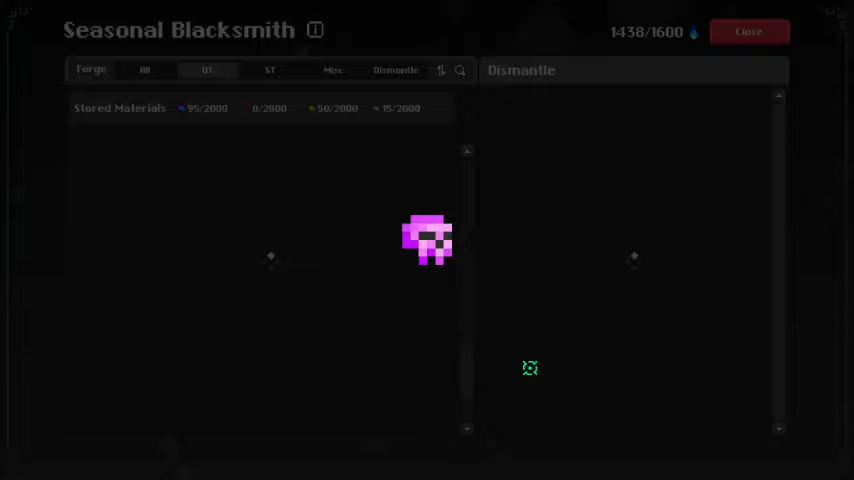 Seasonal Blacksmith i 1438/1600 Close
Forge All UT ST Misc Dismantle Dismantle
Stored Materials 95/2000 0/2000 50/2000 15/2000